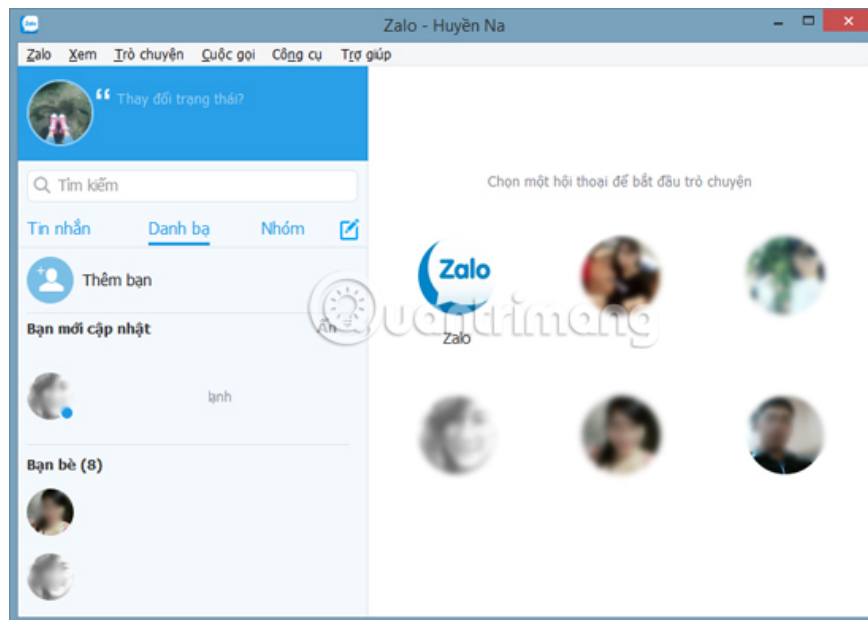 Zalo
Zalo - Huyền Na
Zalo Xem Trò chuyện Cuộc gọi Công cụ Trợ giúp
Thay đổi trạng thái?
Tìm kiếm
Chọn một hội thoại để bắt đầu trò chuyện
Tin nhắn Danh bạ Nhóm
Thêm bạn
Zalo
Quantrimang
Bạn mới cập nhật Ẩn
Zalo
lạnh
Bạn bè (8)